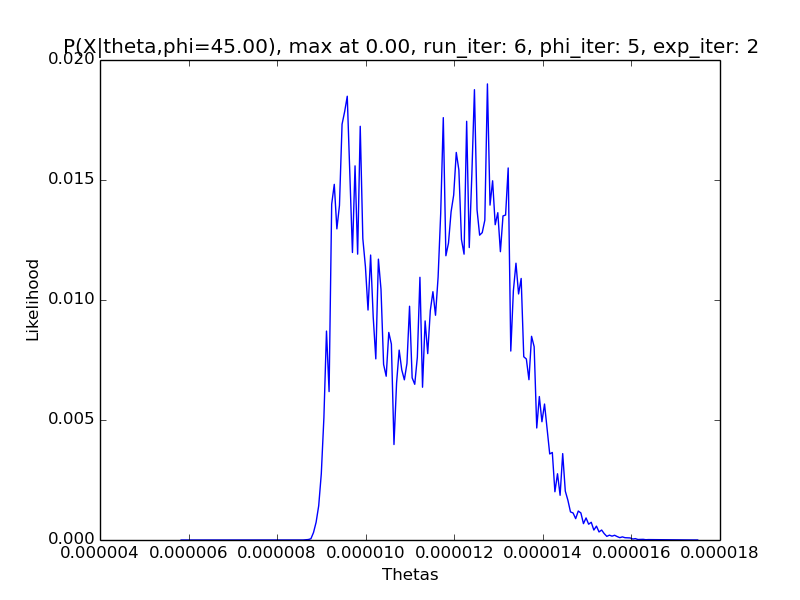 P(X|theta,phi=45.00), max at 0.00, run_iter: 6, phi_iter: 5, exp_iter: 2
0.020
0.015
0.010
0.005
0.000
Likelihood
0.000004 0.000006 0.000008 0.000010 0.000012 0.000014 0.000016 0.000018
Thetas